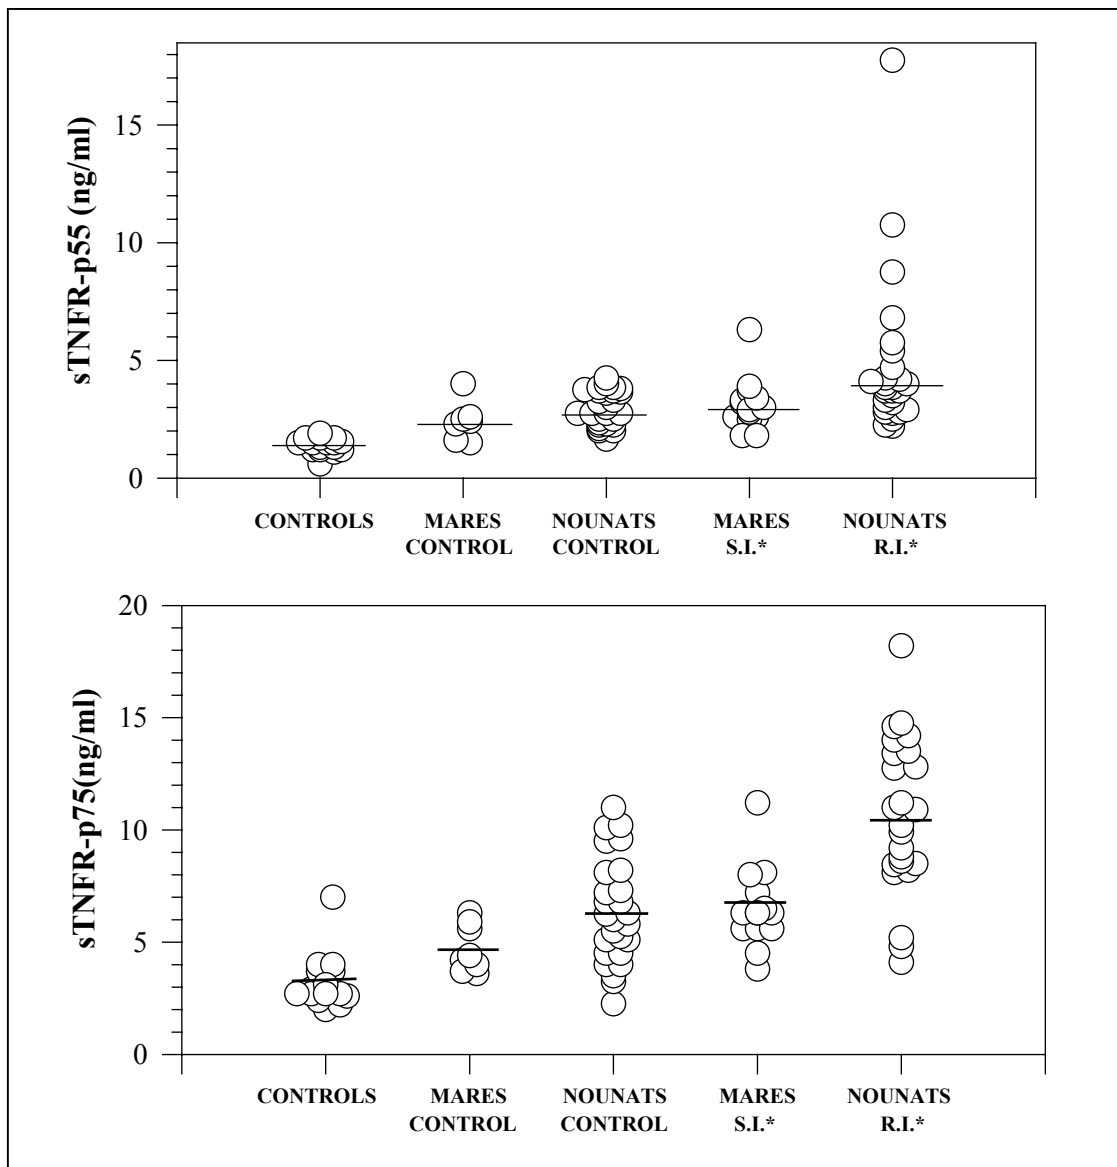 sTNFR-p55 (ng/ml)
15
10
5
0
CONTROLS
MARES
CONTROL
NOUNATS
CONTROL
MARES
S.I.*
NOUNATS
R.I.*
sTNFR-p75(ng/ml)
20
15
10
5
0
CONTROLS
MARES
CONTROL
NOUNATS
CONTROL
MARES
S.I.*
NOUNATS
R.I.*